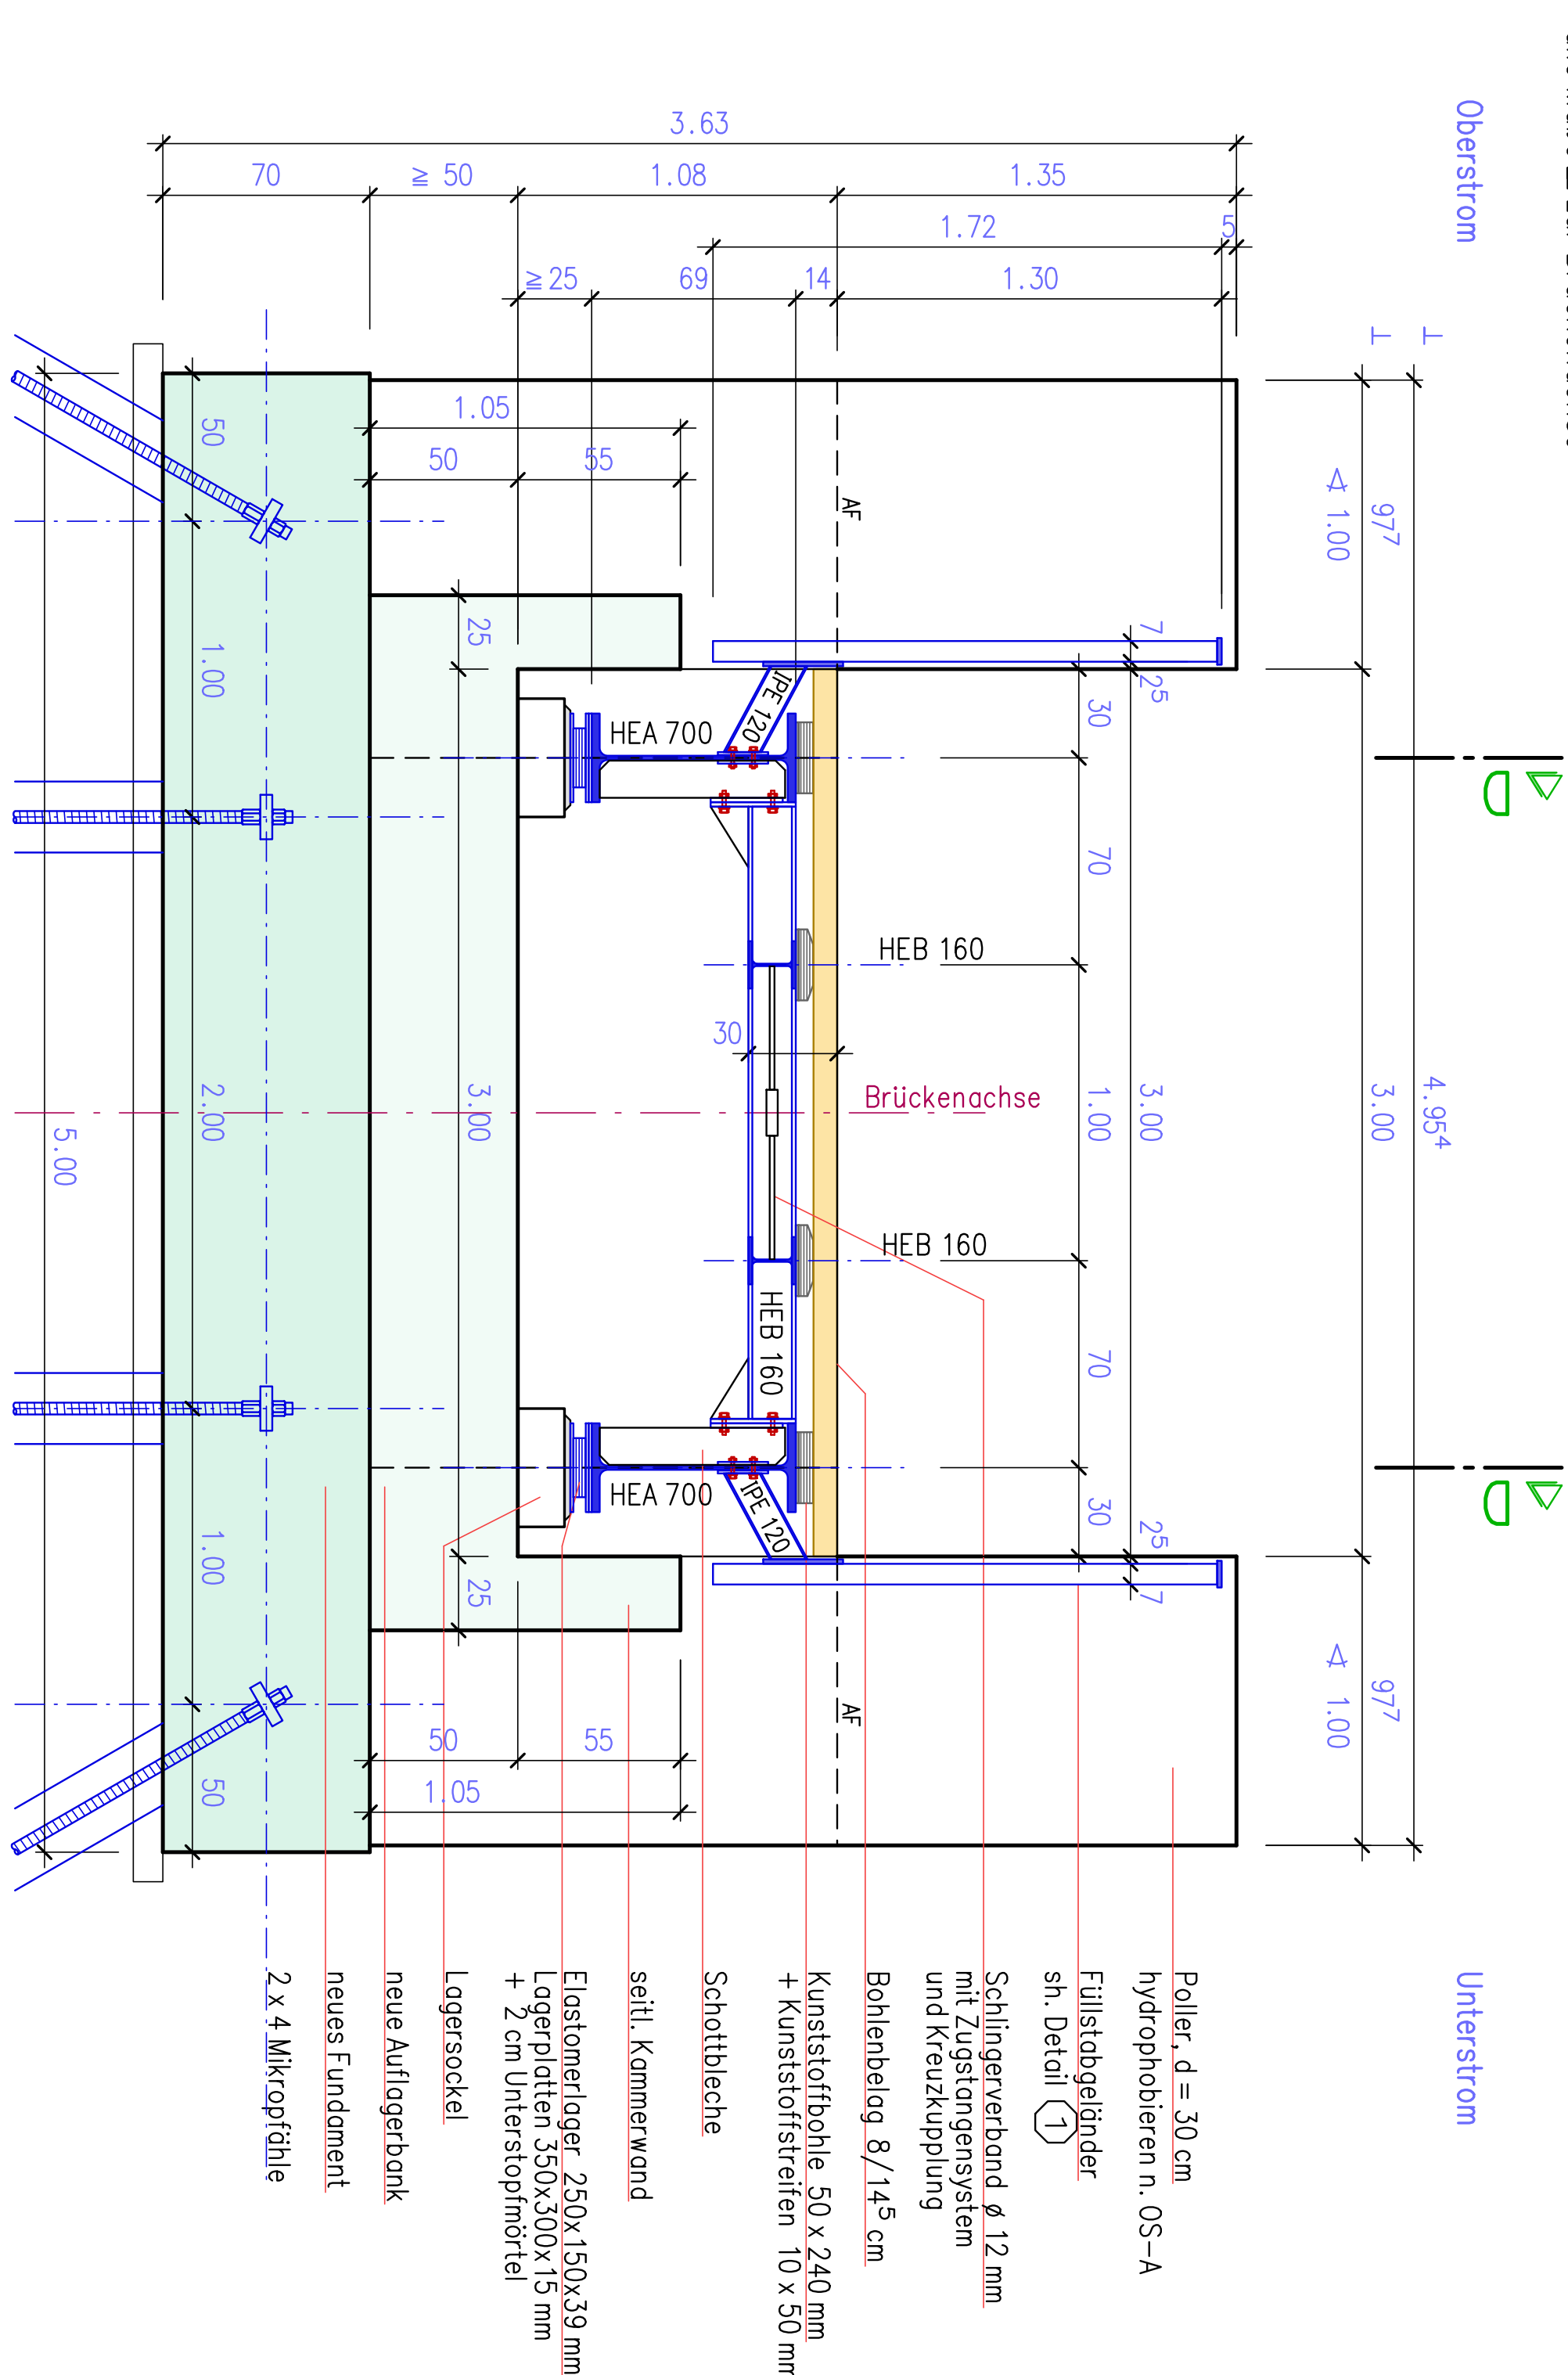 Oberstrom
Unterstrom
3.63
70
≧ 50
1.08
1.35
1.72
5
≧25
69
14
1.30
T
T
4.95⁴
97⁷
3.00
97⁷
∢ 1.00
∢ 1.00
D
D
7
2⁵
3.00
2⁵
7
30
70
1.00
70
30
1.05
50
55
AF
AF
IPE 120
HEA 700
HEB 160
HEB 160
HEB 160
HEA 700
IPE 120
30
Brückenachse
25
3.00
25
50
1.00
2.00
1.00
50
5.00
50
55
1.05
Poller, d = 30 cm
hydrophobieren n. OS-A
Füllstabgeländer
sh. Detail 1
Schlingerverband ø 12 mm
mit Zugstangensystem
und Kreuzkupplung
Bohlenbelag 8/14⁵ cm
Kunststoffbohle 50 x 240 mm
+ Kunststoffstreifen 10 x 50 mm
Schottbleche
seitl. Kammerwand
Elastomerlager 250x150x39 mm
Lagerplatten 350x300x15 mm
+ 2 cm Unterstopfmörtel
Lagersockel
neue Auflagerbank
neues Fundament
2 x 4 Mikropfähle